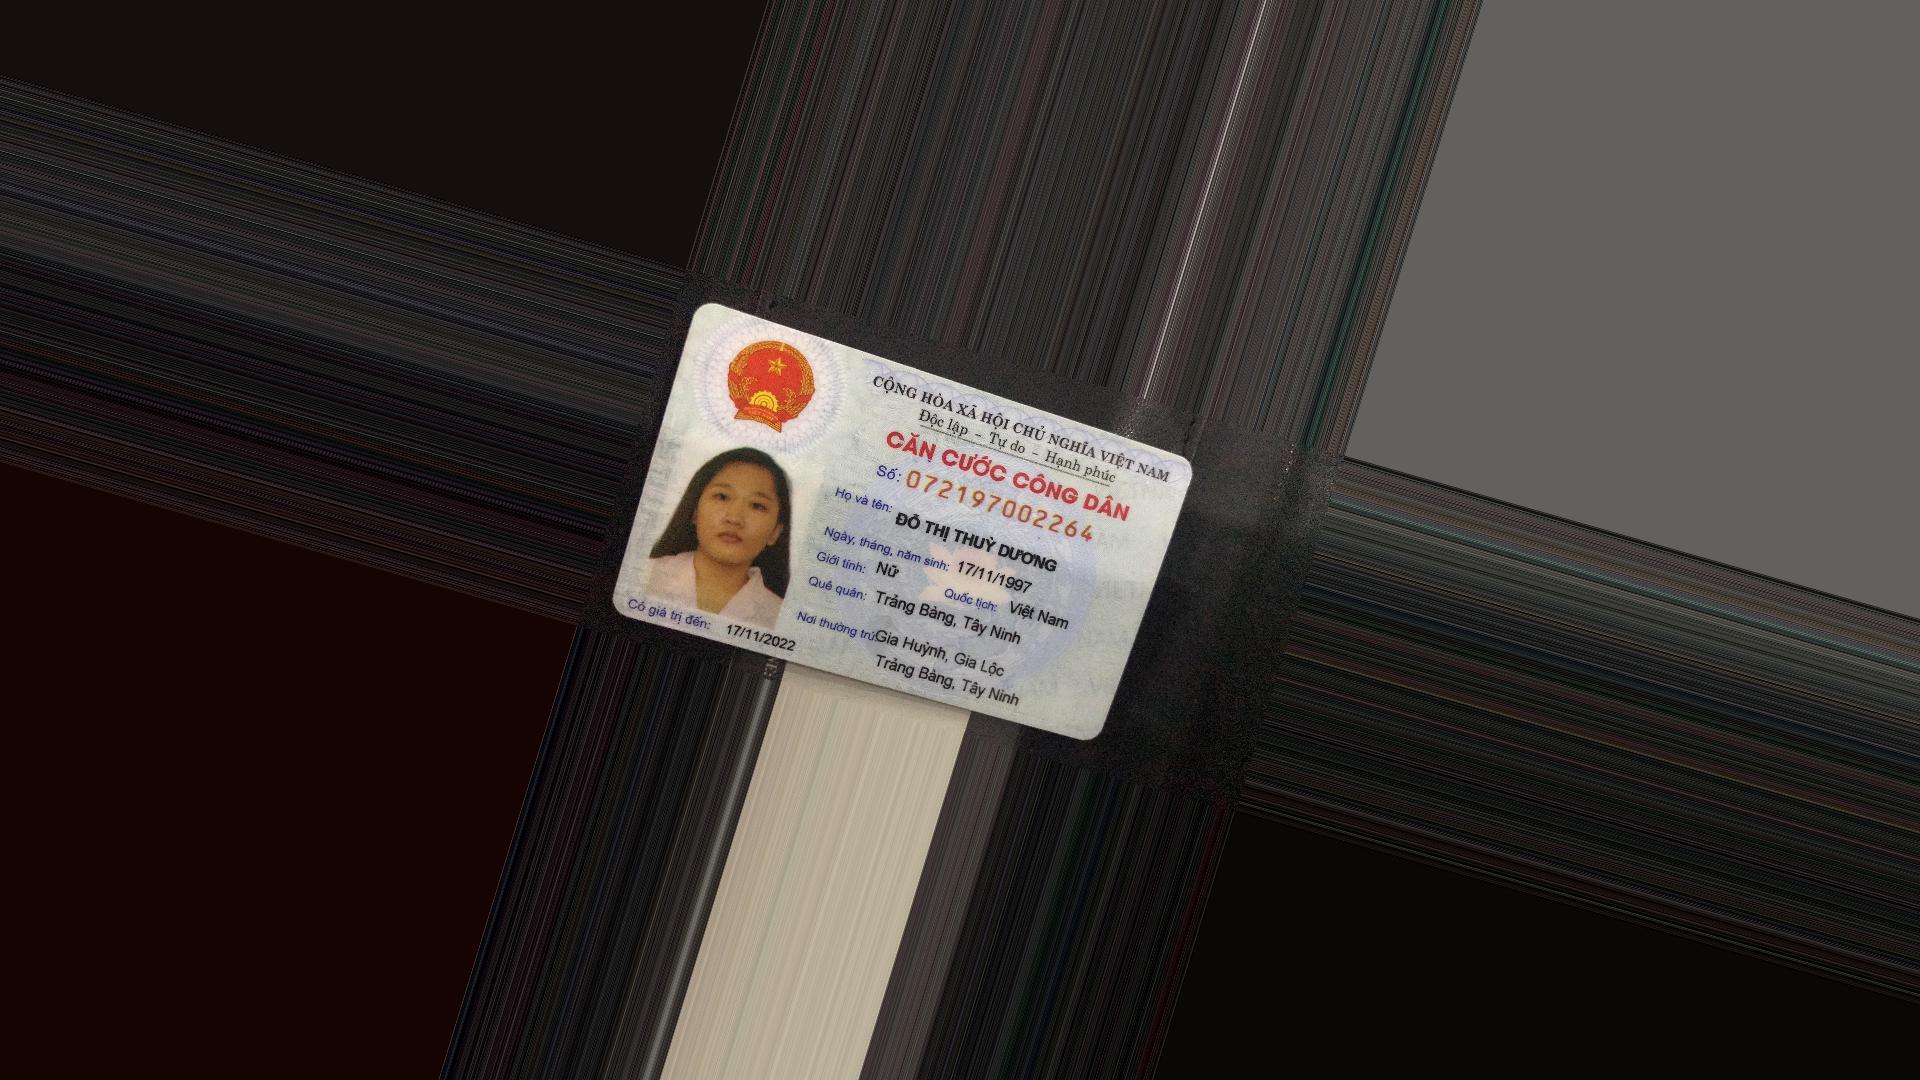 CỘNG HÒA XÃ HỘI CHỦ NGHĨA VIỆT NAM
Độc lập - Tự do - Hạnh phúc
CĂN CƯỚC CÔNG DÂN
Số: 072197002264
Họ và tên:
ĐỖ THỊ THUỲ DƯƠNG
Ngày, tháng, năm sinh: 17/11/1997
Giới tính: Nữ Quốc tịch: Việt Nam
Quê quán: Trảng Bàng, Tây Ninh
Nơi thường trú: Gia Huỳnh, Gia Lộc
Trảng Bàng, Tây Ninh
Có giá trị đến: 17/11/2022